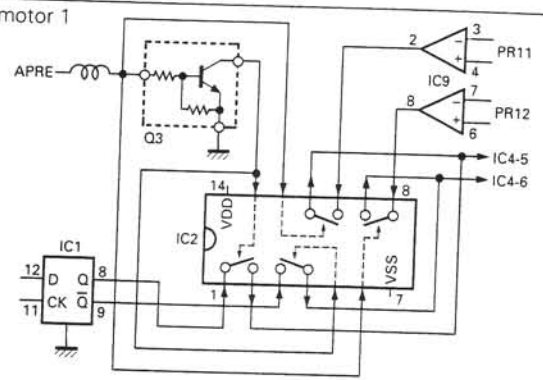 motor 1
APRE
Q3
2
3
4
PR11
IC9
8
7
6
PR12
IC4-5
IC4-6
14
VDD
8
IC2
VSS
1
7
IC1
12
D
Q
8
11
CK
Q̅
9